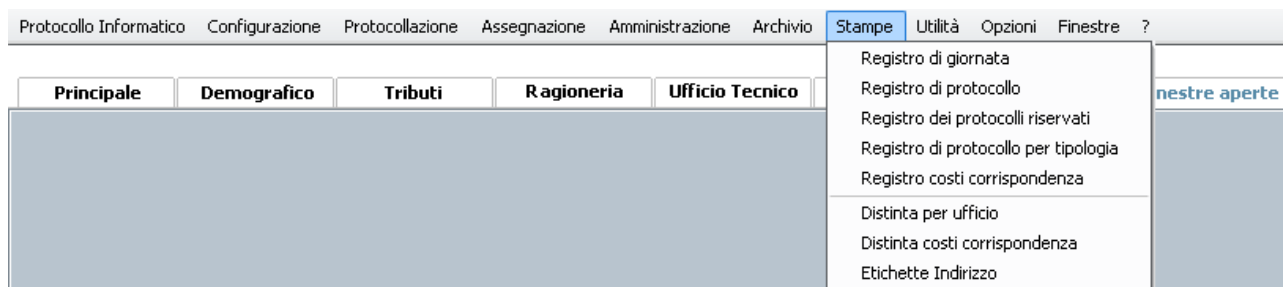 Protocollo Informatico Configurazione Protocollazione Assegnazione Amministrazione Archivio Stampe Utilità Opzioni Finestre ?
Registro di giornata
Registro di protocollo
Registro dei protocolli riservati
Registro di protocollo per tipologia
Registro costi corrispondenza
Distinta per ufficio
Distinta costi corrispondenza
Etichette Indirizzo
Principale Demografico Tributi Ragioneria Ufficio Tecnico nestre aperte